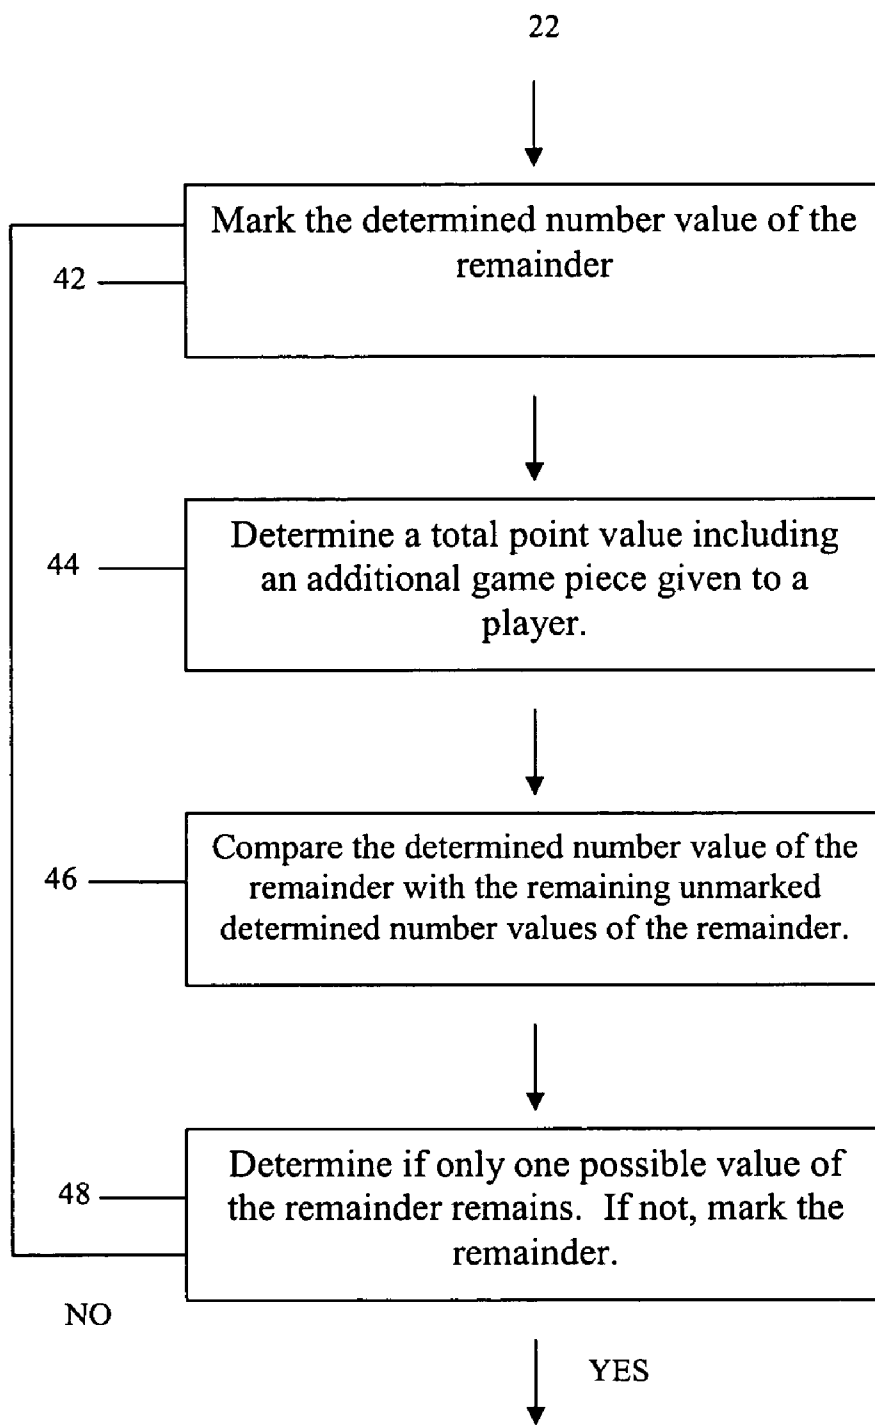 22
Mark the determined number value of the
remainder
42
Determine a total point value including
an additional game piece given to a
player.
44
Compare the determined number value of the
remainder with the remaining unmarked
determined number values of the remainder.
46
Determine if only one possible value of
the remainder remains. If not, mark the
remainder.
48
NO
YES